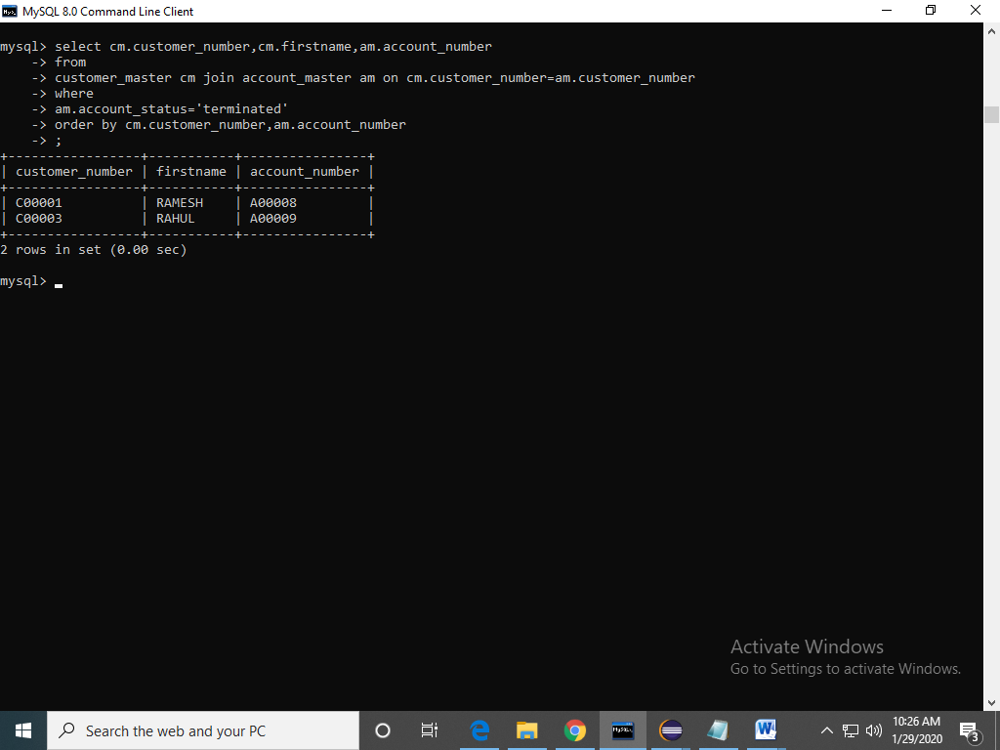 MySQL 8.0 Command Line Client
mysql> select cm.customer_number,cm.firstname,am.account_number
    -> from
    -> customer_master cm join account_master am on cm.customer_number=am.customer_number
    -> where
    -> am.account_status='terminated'
    -> order by cm.customer_number,am.account_number
    -> ;
+-----------------+-----------+----------------+
| customer_number | firstname | account_number |
+-----------------+-----------+----------------+
| C00001          | RAMESH    | A00008         |
| C00003          | RAHUL     | A00009         |
+-----------------+-----------+----------------+
2 rows in set (0.00 sec)
mysql>
Activate Windows
Go to Settings to activate Windows.
Search the web and your PC
10:26 AM
1/29/2020
3